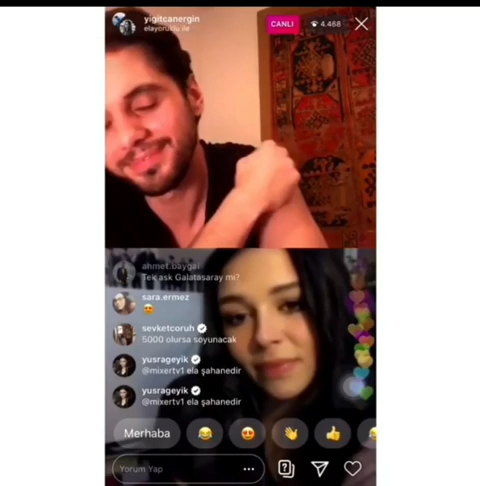 yigitcanergin
elayoruklu ile
CANLI
4.468
ahmet.baygal
Tek ask Galatasaray mi?
sara.ermez
sevketcoruh
5000 olursa soyunacak
yusrageyik
@mixertv1 ela şahanedir
yusrageyik
@mixertv1 ela şahanedir
Merhaba
Yorum Yap